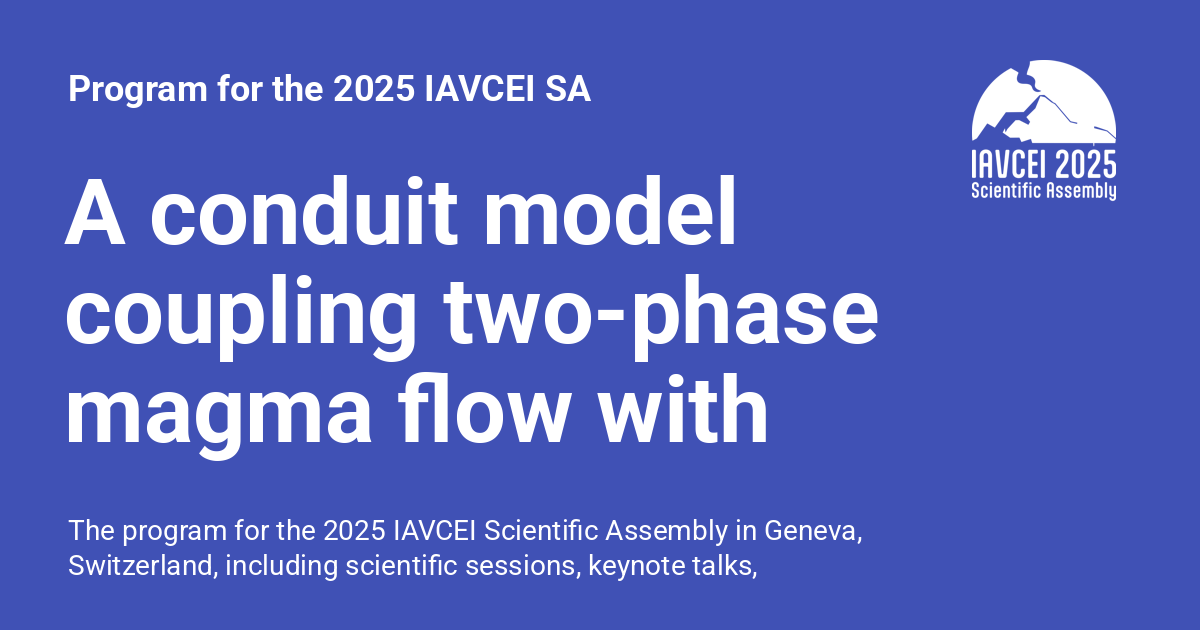 Program for the 2025 IAVCEI SA
IAVCEI 2025
Scientific Assembly
A conduit model
coupling two-phase
magma flow with
The program for the 2025 IAVCEI Scientific Assembly in Geneva,
Switzerland, including scientific sessions, keynote talks,